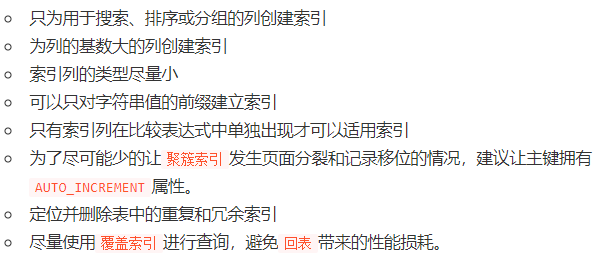 只为用于搜索、排序或分组的列创建索引
为列的基数大的列创建索引
索引列的类型尽量小
可以只对字符串值的前缀建立索引
只有索引列在比较表达式中单独出现才可以适用索引
为了尽可能少的让 聚簇索引 发生页面分裂和记录移位的情况，建议让主键拥有
AUTO_INCREMENT 属性。
定位并删除表中的重复和冗余索引
尽量使用 覆盖索引 进行查询，避免 回表 带来的性能损耗。